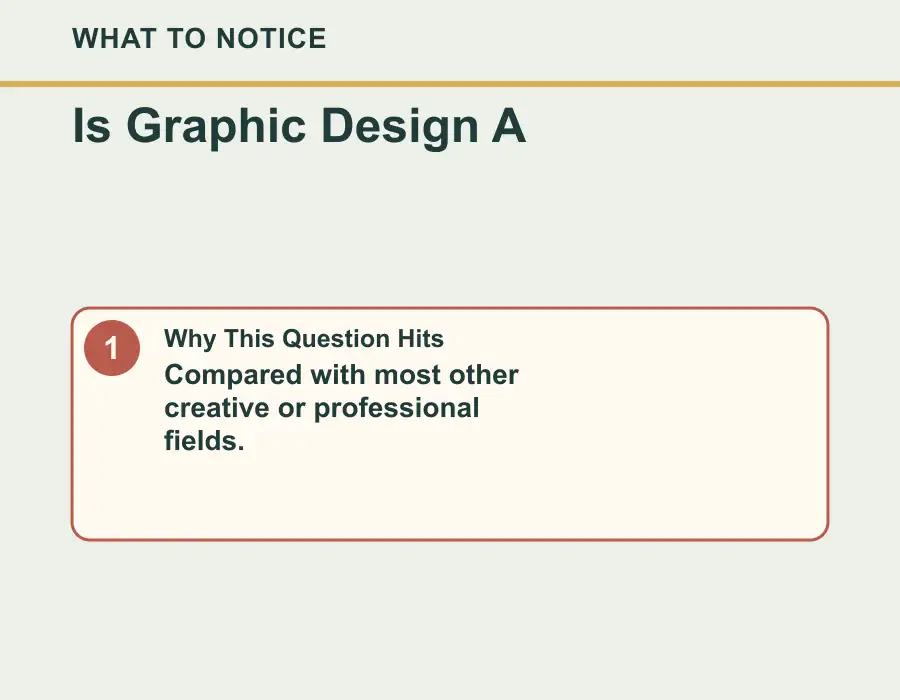 WHAT TO NOTICE
Is Graphic Design A
1
Why This Question Hits
Compared with most other
creative or professional
fields.